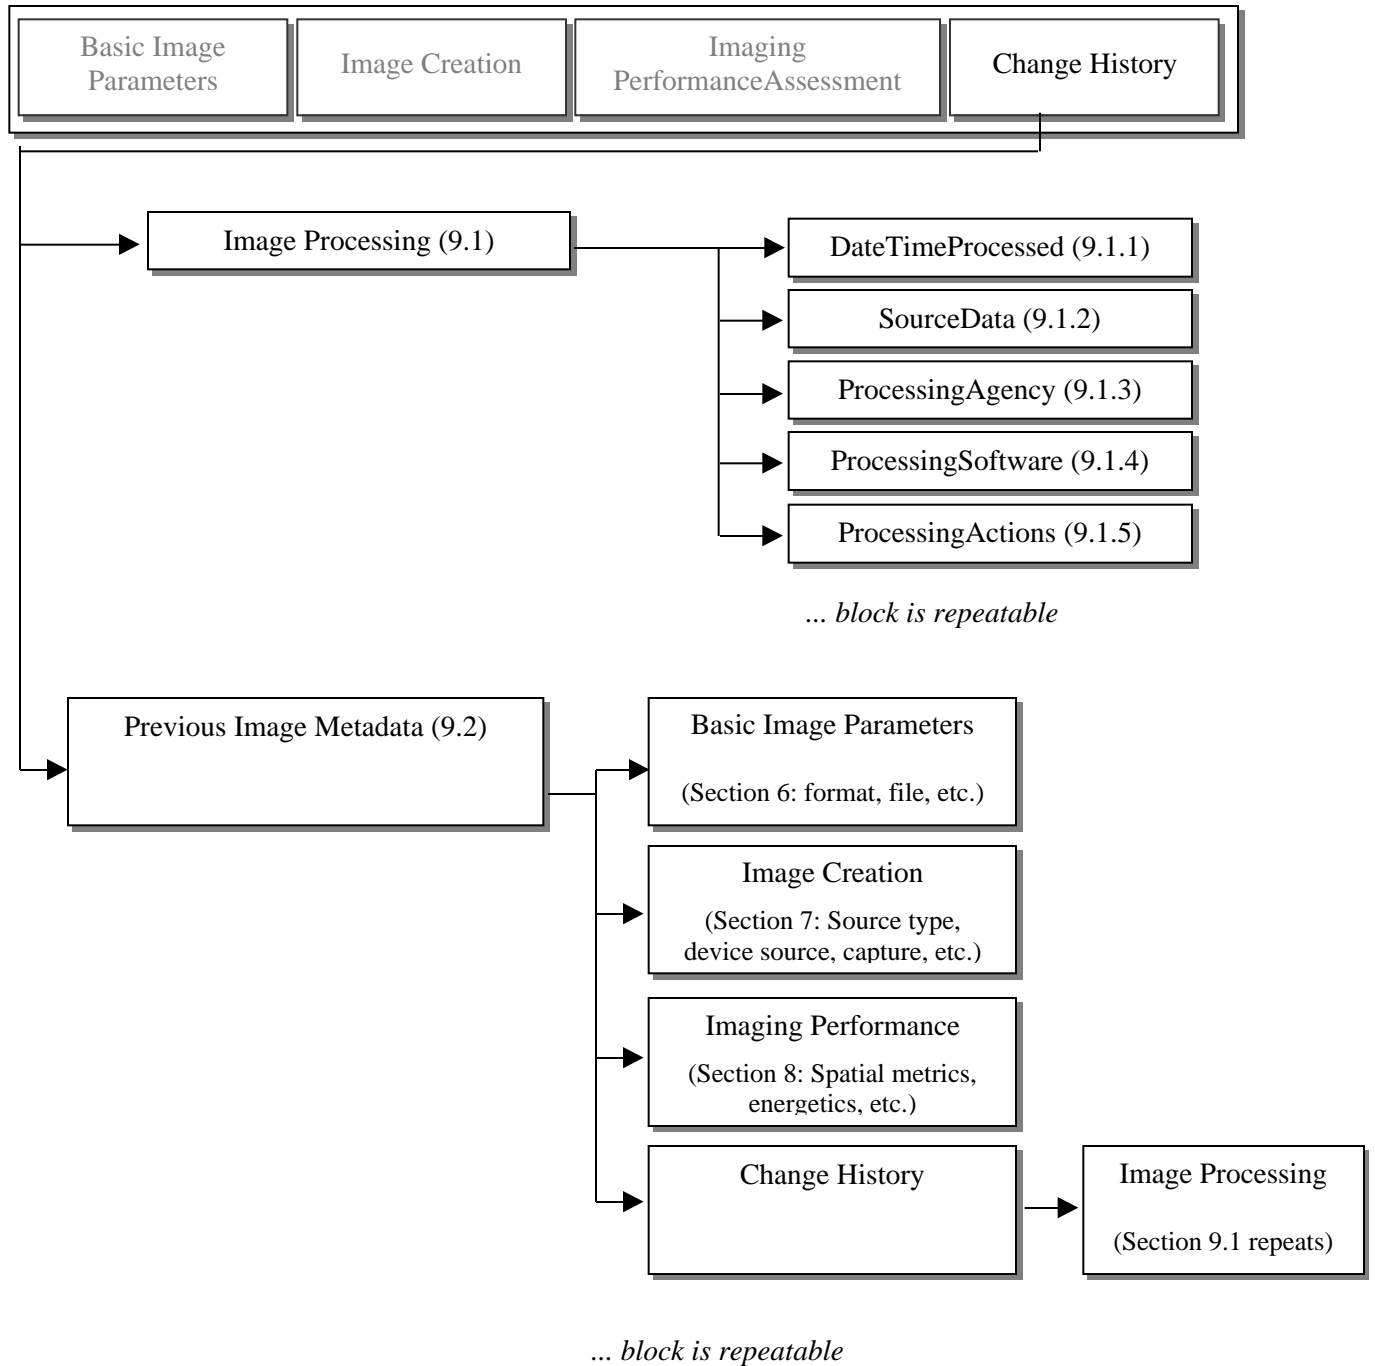 Basic Image
Parameters
Image Creation
Imaging
PerformanceAssessment
Change History
Image Processing (9.1)
DateTimeProcessed (9.1.1)
SourceData (9.1.2)
ProcessingAgency (9.1.3)
ProcessingSoftware (9.1.4)
ProcessingActions (9.1.5)
... block is repeatable
Previous Image Metadata (9.2)
Basic Image Parameters
(Section 6: format, file, etc.)
Image Creation
(Section 7: Source type,
device source, capture, etc.)
Imaging Performance
(Section 8: Spatial metrics,
energetics, etc.)
Change History
Image Processing
(Section 9.1 repeats)
... block is repeatable